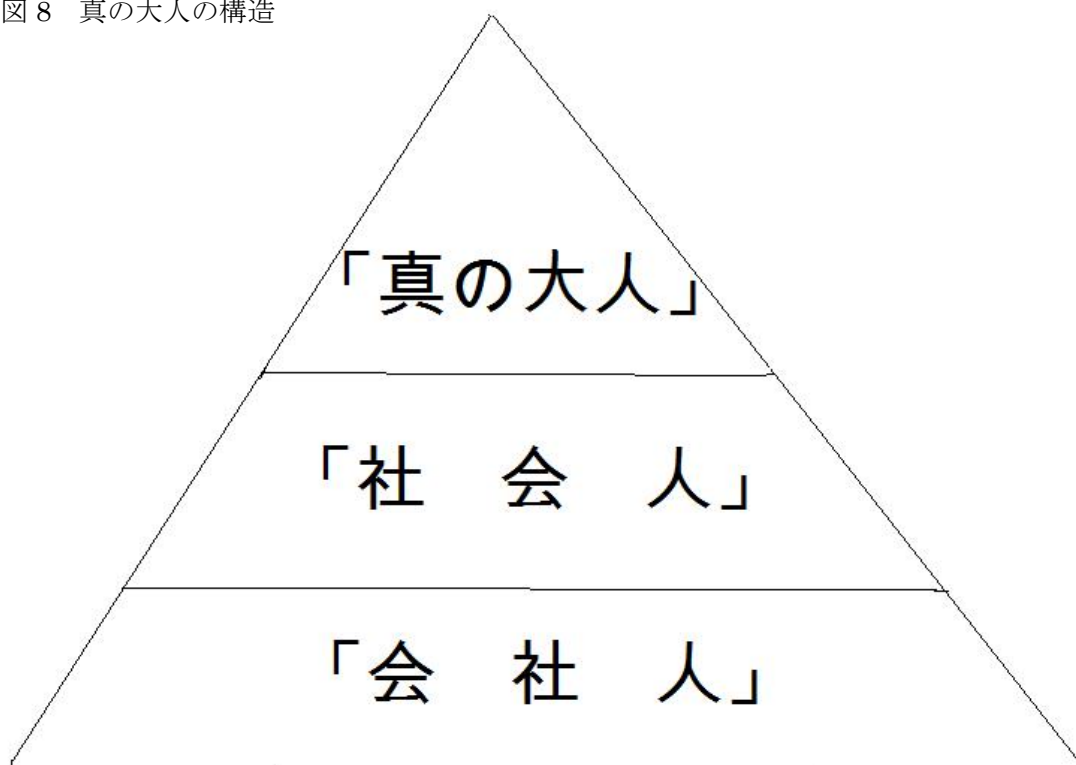 図 8　真の大人の構造
「真の大人」
「社　会　人」
「会　社　人」